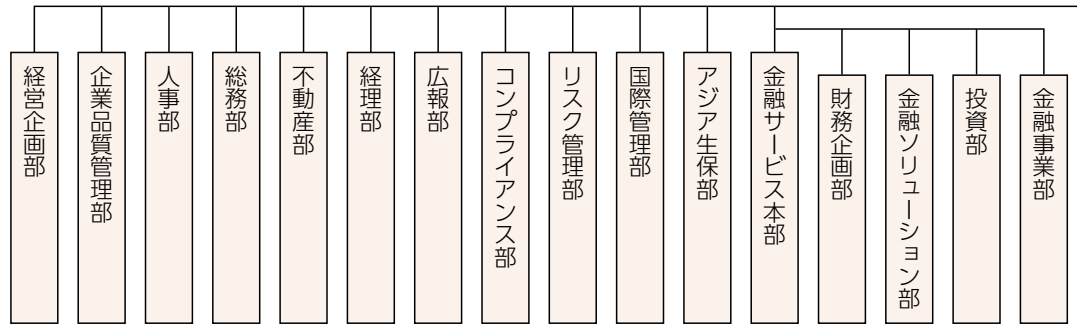 経営企画部
企業品質管理部
人事部
総務部
不動産部
経理部
広報部
コンプライアンス部
リスク管理部
国際管理部
アジア生保部
金融サービス本部
財務企画部
金融ソリューション部
投資部
金融事業部